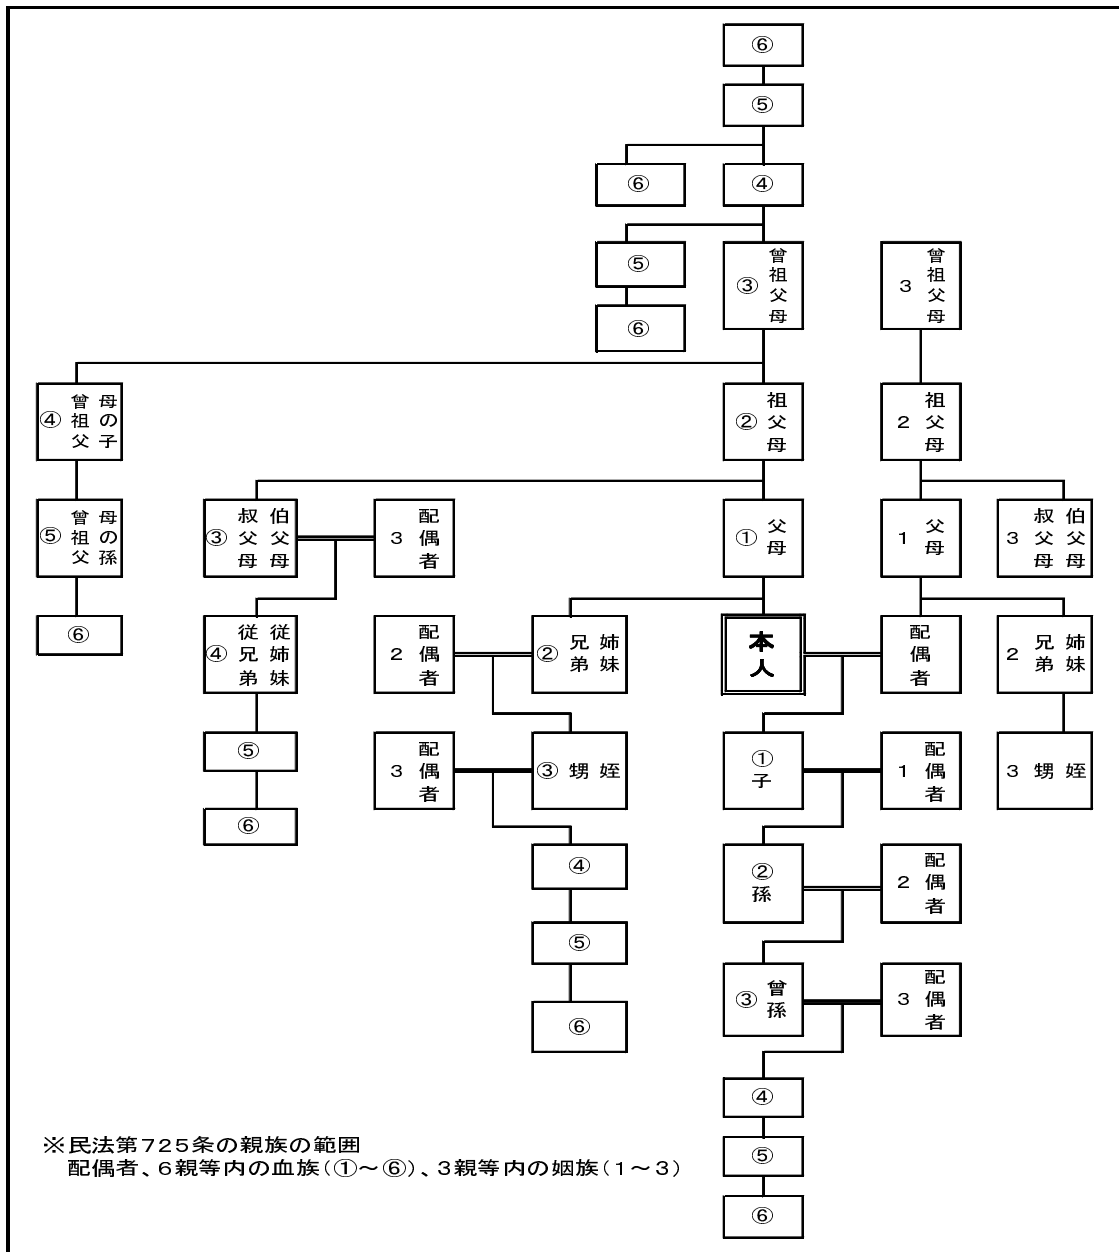 ⑥
⑤
⑥ ④
⑤ ③ 曾祖父母 3 曾祖父母
⑥
④ 曾祖父母の子 ② 祖父母 2 祖父母
⑤ 曾祖父母の孫 ③ 伯父母 叔父母 3 配偶者 ① 父母 1 父母 3 伯父母 叔父母
⑥ ④ 従兄弟 従姉妹 2 配偶者 ② 兄弟 姉妹 本人 配偶者 2 兄弟 姉妹
⑤ 3 配偶者 ③ 甥 姪 ① 子 1 配偶者 3 甥 姪
⑥ ④ ② 孫 2 配偶者
⑤
⑥ ③ 曾孫 3 配偶者
④
⑤
⑥
※民法第725条の親族の範囲
配偶者、6親等内の血族(①~⑥)、3親等内の姻族(1~3)